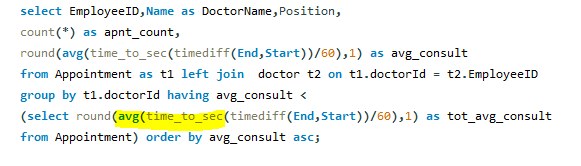 select EmployeeID,Name as DoctorName,Position,
count(*) as apnt_count,
round(avg(time_to_sec(timediff(End,Start))/60),1) as avg_consult
from Appointment as t1 left join doctor t2 on t1.doctorId = t2.EmployeeID
group by t1.doctorId having avg_consult <
(select round(avg(time_to_sec(timediff(End,Start))/60),1) as tot_avg_consult
from Appointment) order by avg_consult asc;